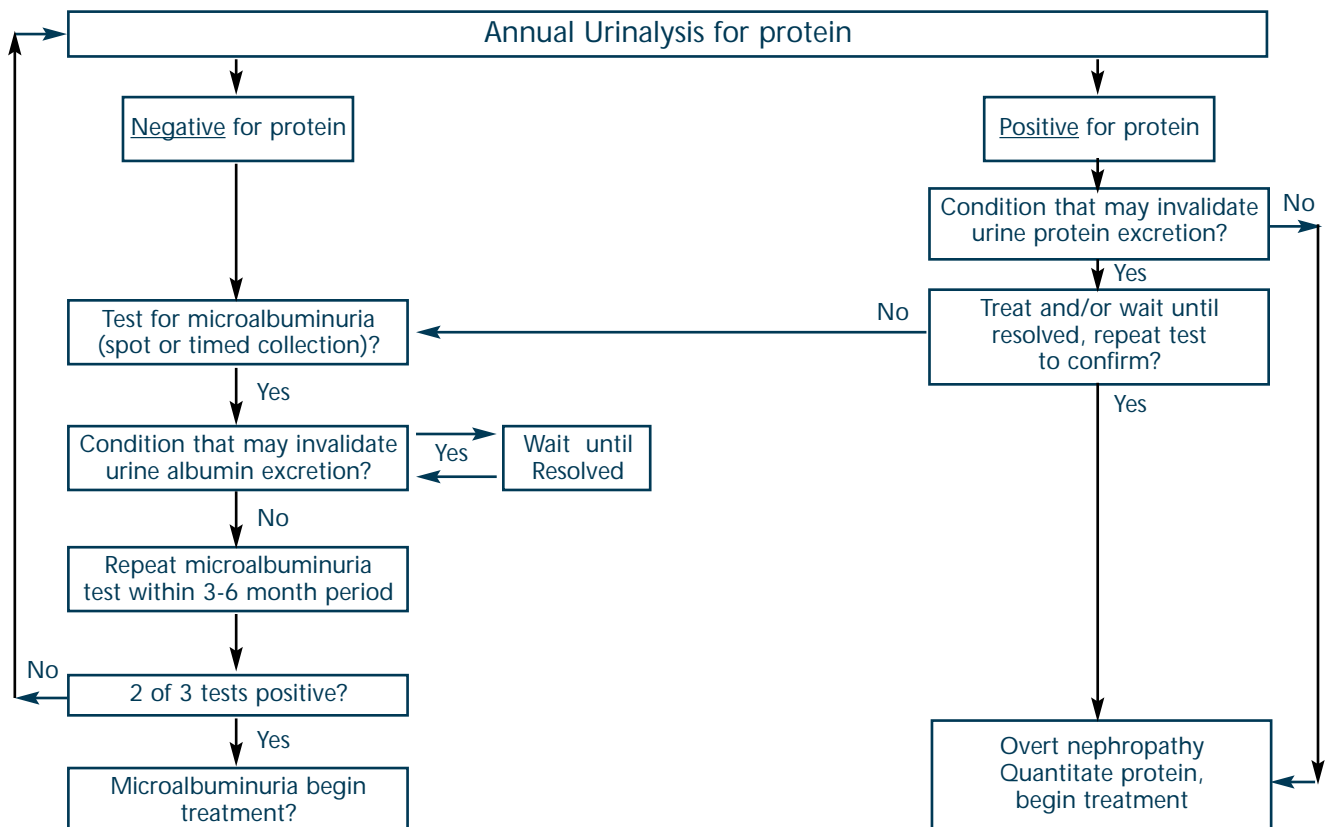 Annual Urinalysis for protein
Negative for protein
Positive for protein
Condition that may invalidate
urine protein excretion?
No
Yes
Treat and/or wait until
resolved, repeat test
to confirm?
No
Yes
Test for microalbuminuria
(spot or timed collection)?
Yes
Condition that may invalidate
urine albumin excretion?
Yes
Wait until
Resolved
No
Repeat microalbuminuria
test within 3-6 month period
No
2 of 3 tests positive?
Yes
Microalbuminuria begin
treatment?
Overt nephropathy
Quantitate protein,
begin treatment